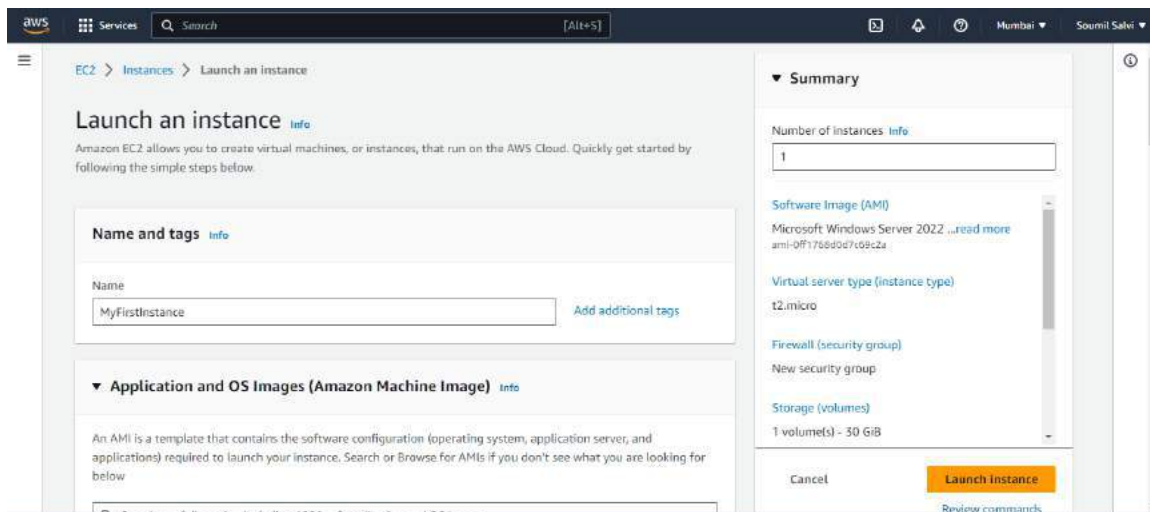 aws Services Search [Alt+S] Mumbai Soumil Salvi
EC2 > Instances > Launch an instance
Launch an instance Info
Amazon EC2 allows you to create virtual machines, or instances, that run on the AWS Cloud. Quickly get started by
following the simple steps below.
Name and tags Info
Name
MyFirstInstance
Add additional tags
Application and OS Images (Amazon Machine Image) Info
An AMI is a template that contains the software configuration (operating system, application server, and
applications) required to launch your instance. Search or Browse for AMIs if you don't see what you are looking for
below
Summary
Number of instances Info
1
Software Image (AMI)
Microsoft Windows Server 2022 ...read more
Virtual server type (instance type)
t2.micro
Firewall (security group)
New security group
Storage (volumes)
1 volume(s) - 30 GiB
Cancel
Launch instance
Review commands